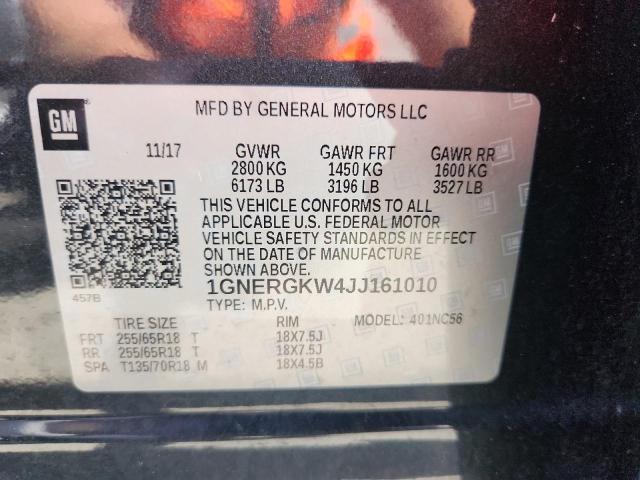 GM
MFD BY GENERAL MOTORS LLC
11/17 GVWR GAWR FRT GAWR RR
2800 KG 1450 KG 1600 KG
6173 LB 3196 LB 3527 LB
THIS VEHICLE CONFORMS TO ALL
APPLICABLE U.S. FEDERAL MOTOR
VEHICLE SAFETY STANDARDS IN EFFECT
ON THE DATE OF MANUFACTURE
SHOWN ABOVE.
457B
1GNERGKW4JJ161010
TYPE: M.P.V.
TIRE SIZE RIM MODEL: 401NC56
FRT 255/65R18 T 18X7.5J
RR 255/65R18 T 18X7.5J
SPA T135/70R18 M 18X4.5B